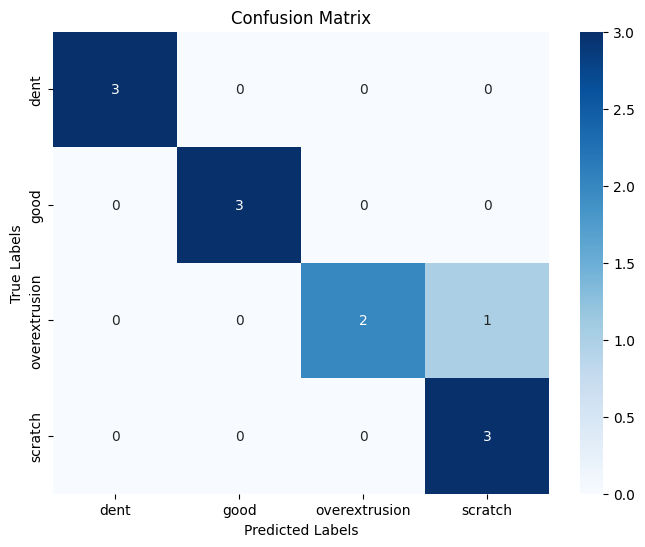 Confusion Matrix
True Labels
dent
3 0 0 0
good
0 3 0 0
overextrusion
0 0 2 1
scratch
0 0 0 3
dent good overextrusion scratch
Predicted Labels
3.0
2.5
2.0
1.5
1.0
0.5
0.0